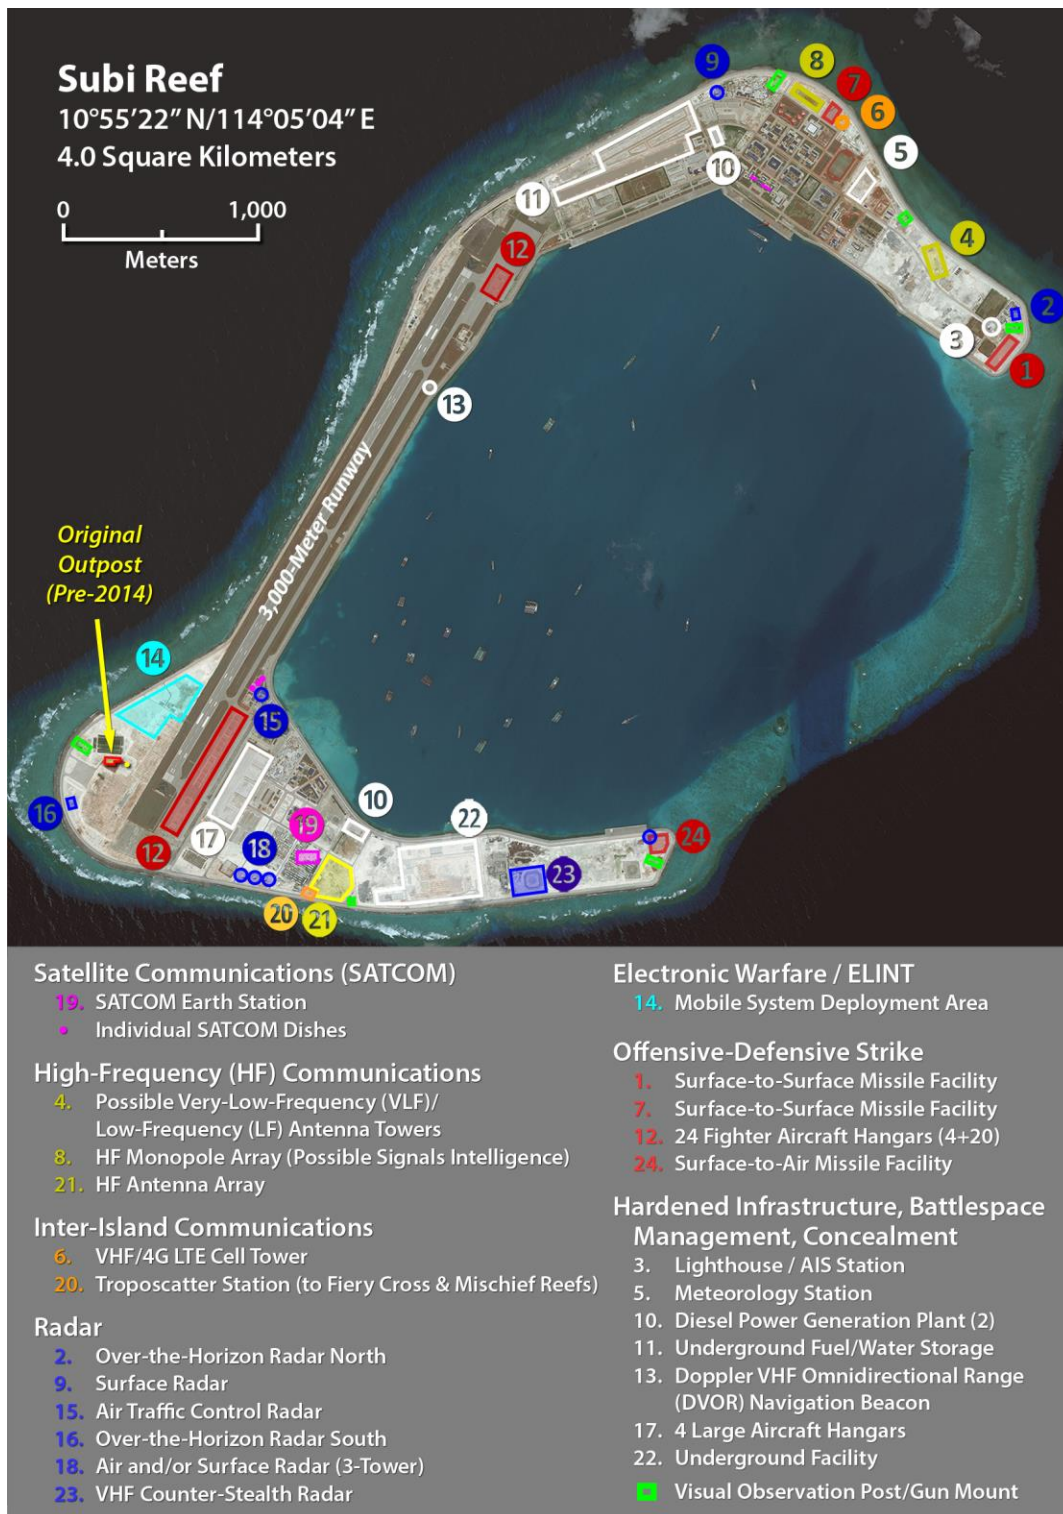 Subi Reef
10°55’22” N/114°05’04” E
4.0 Square Kilometers
0 1,000
Meters
9
8
7
6
5
10
11
12
4
2
3
1
13
3,000-Meter Runway
Original
Outpost
(Pre-2014)
14
15
16
12
17
18
19
10
22
20
21
23
24
Satellite Communications (SATCOM)
19. SATCOM Earth Station
• Individual SATCOM Dishes
High-Frequency (HF) Communications
4. Possible Very-Low-Frequency (VLF)/
Low-Frequency (LF) Antenna Towers
8. HF Monopole Array (Possible Signals Intelligence)
21. HF Antenna Array
Inter-Island Communications
6. VHF/4G LTE Cell Tower
20. Troposcatter Station (to Fiery Cross & Mischief Reefs)
Radar
2. Over-the-Horizon Radar North
9. Surface Radar
15. Air Traffic Control Radar
16. Over-the-Horizon Radar South
18. Air and/or Surface Radar (3-Tower)
23. VHF Counter-Stealth Radar
Electronic Warfare / ELINT
14. Mobile System Deployment Area
Offensive-Defensive Strike
1. Surface-to-Surface Missile Facility
7. Surface-to-Surface Missile Facility
12. 24 Fighter Aircraft Hangars (4+20)
24. Surface-to-Air Missile Facility
Hardened Infrastructure, Battlespace
Management, Concealment
3. Lighthouse / AIS Station
5. Meteorology Station
10. Diesel Power Generation Plant (2)
11. Underground Fuel/Water Storage
13. Doppler VHF Omnidirectional Range
(DVOR) Navigation Beacon
17. 4 Large Aircraft Hangars
22. Underground Facility
Visual Observation Post/Gun Mount